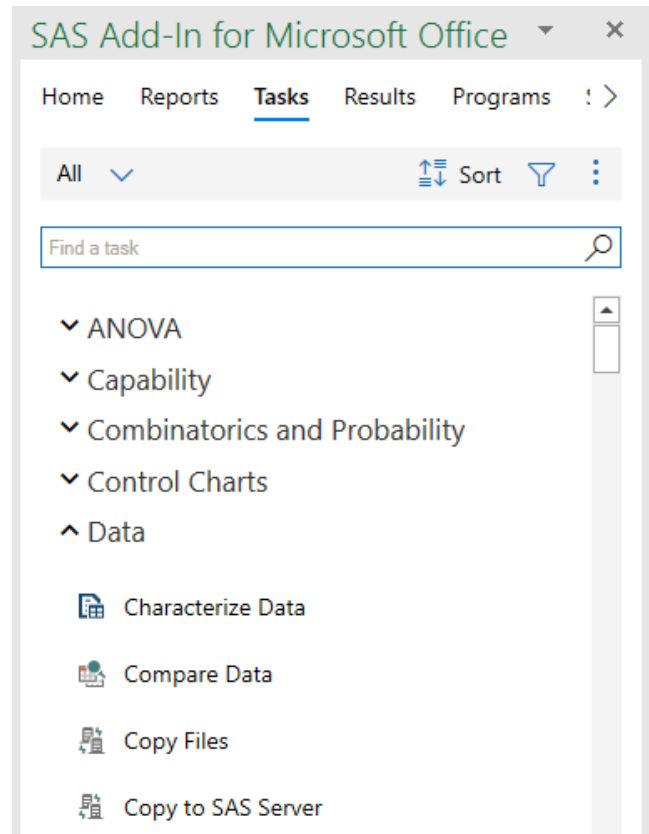 SAS Add-In for Microsoft Office
Home Reports Tasks Results Programs
All Sort
Find a task
ANOVA
Capability
Combinatorics and Probability
Control Charts
Data
Characterize Data
Compare Data
Copy Files
Copy to SAS Server